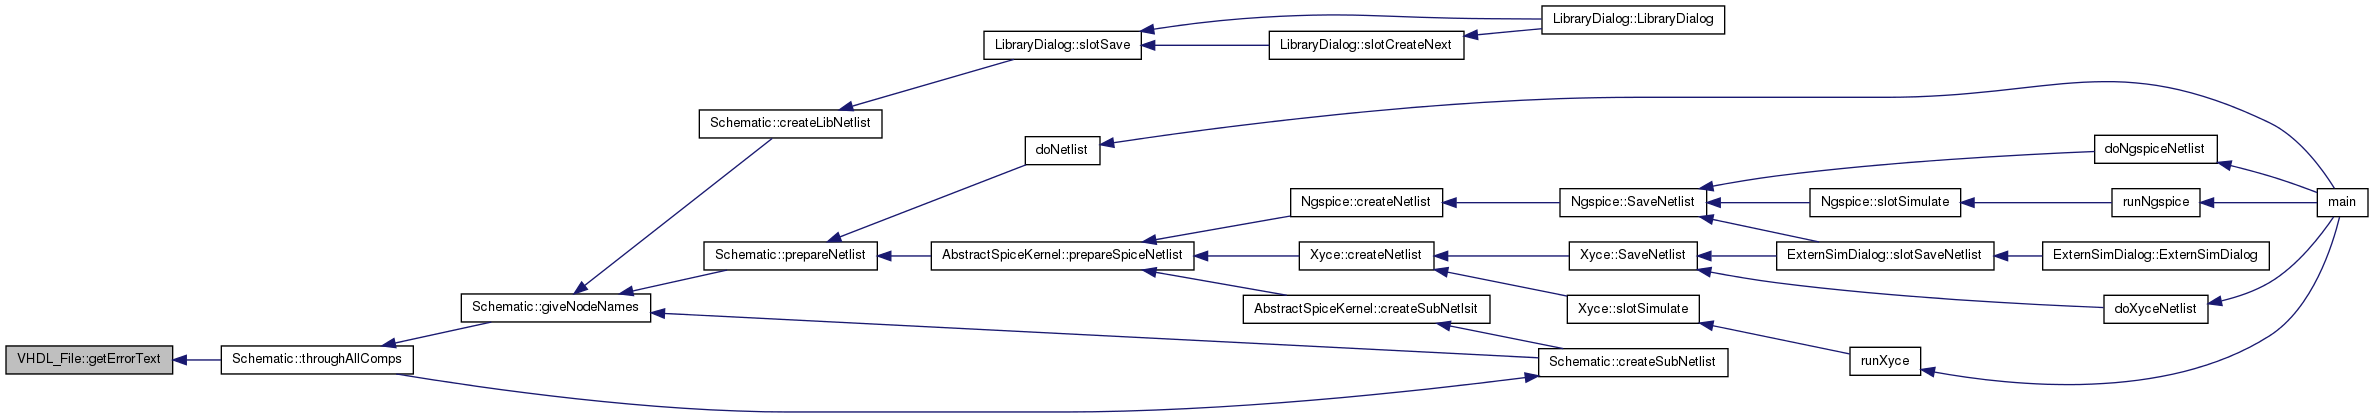 LibraryDialog::LibraryDialog
LibraryDialog::slotSave
LibraryDialog::slotCreateNext
Schematic::createLibNetlist
doNetlist
doNgspiceNetlist
Ngspice::createNetlist
Ngspice::SaveNetlist
Ngspice::slotSimulate
runNgspice
main
Schematic::prepareNetlist
AbstractSpiceKernel::prepareSpiceNetlist
Xyce::createNetlist
Xyce::SaveNetlist
ExternSimDialog::slotSaveNetlist
ExternSimDialog::ExternSimDialog
Schematic::giveNodeNames
AbstractSpiceKernel::createSubNetlsit
Xyce::slotSimulate
doXyceNetlist
VHDL_File::getErrorText
Schematic::throughAllComps
Schematic::createSubNetlist
runXyce